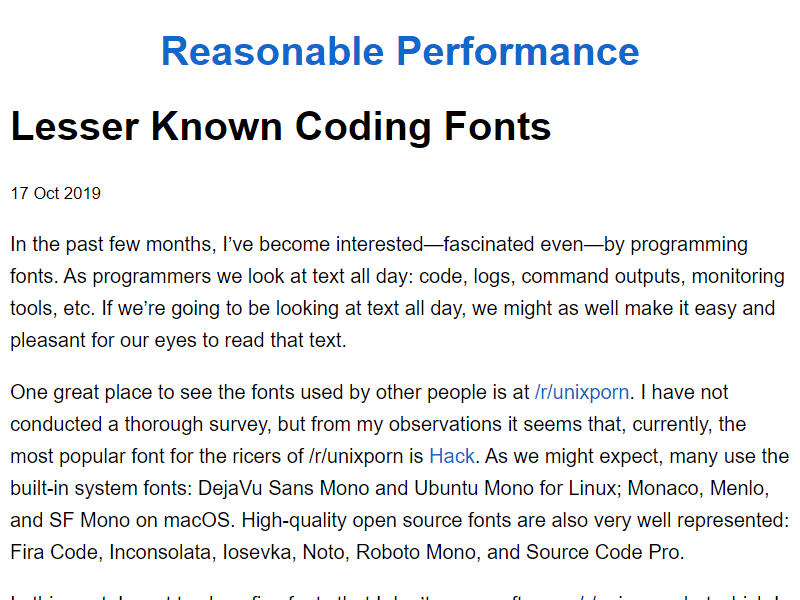 Reasonable Performance
Lesser Known Coding Fonts
17 Oct 2019
In the past few months, I’ve become interested—fascinated even—by programming
fonts. As programmers we look at text all day: code, logs, command outputs, monitoring
tools, etc. If we’re going to be looking at text all day, we might as well make it easy and
pleasant for our eyes to read that text.
One great place to see the fonts used by other people is at /r/unixporn. I have not
conducted a thorough survey, but from my observations it seems that, currently, the
most popular font for the ricers of /r/unixporn is Hack. As we might expect, many use the
built-in system fonts: DejaVu Sans Mono and Ubuntu Mono for Linux; Monaco, Menlo,
and SF Mono on macOS. High-quality open source fonts are also very well represented:
Fira Code, Inconsolata, Iosevka, Noto, Roboto Mono, and Source Code Pro.